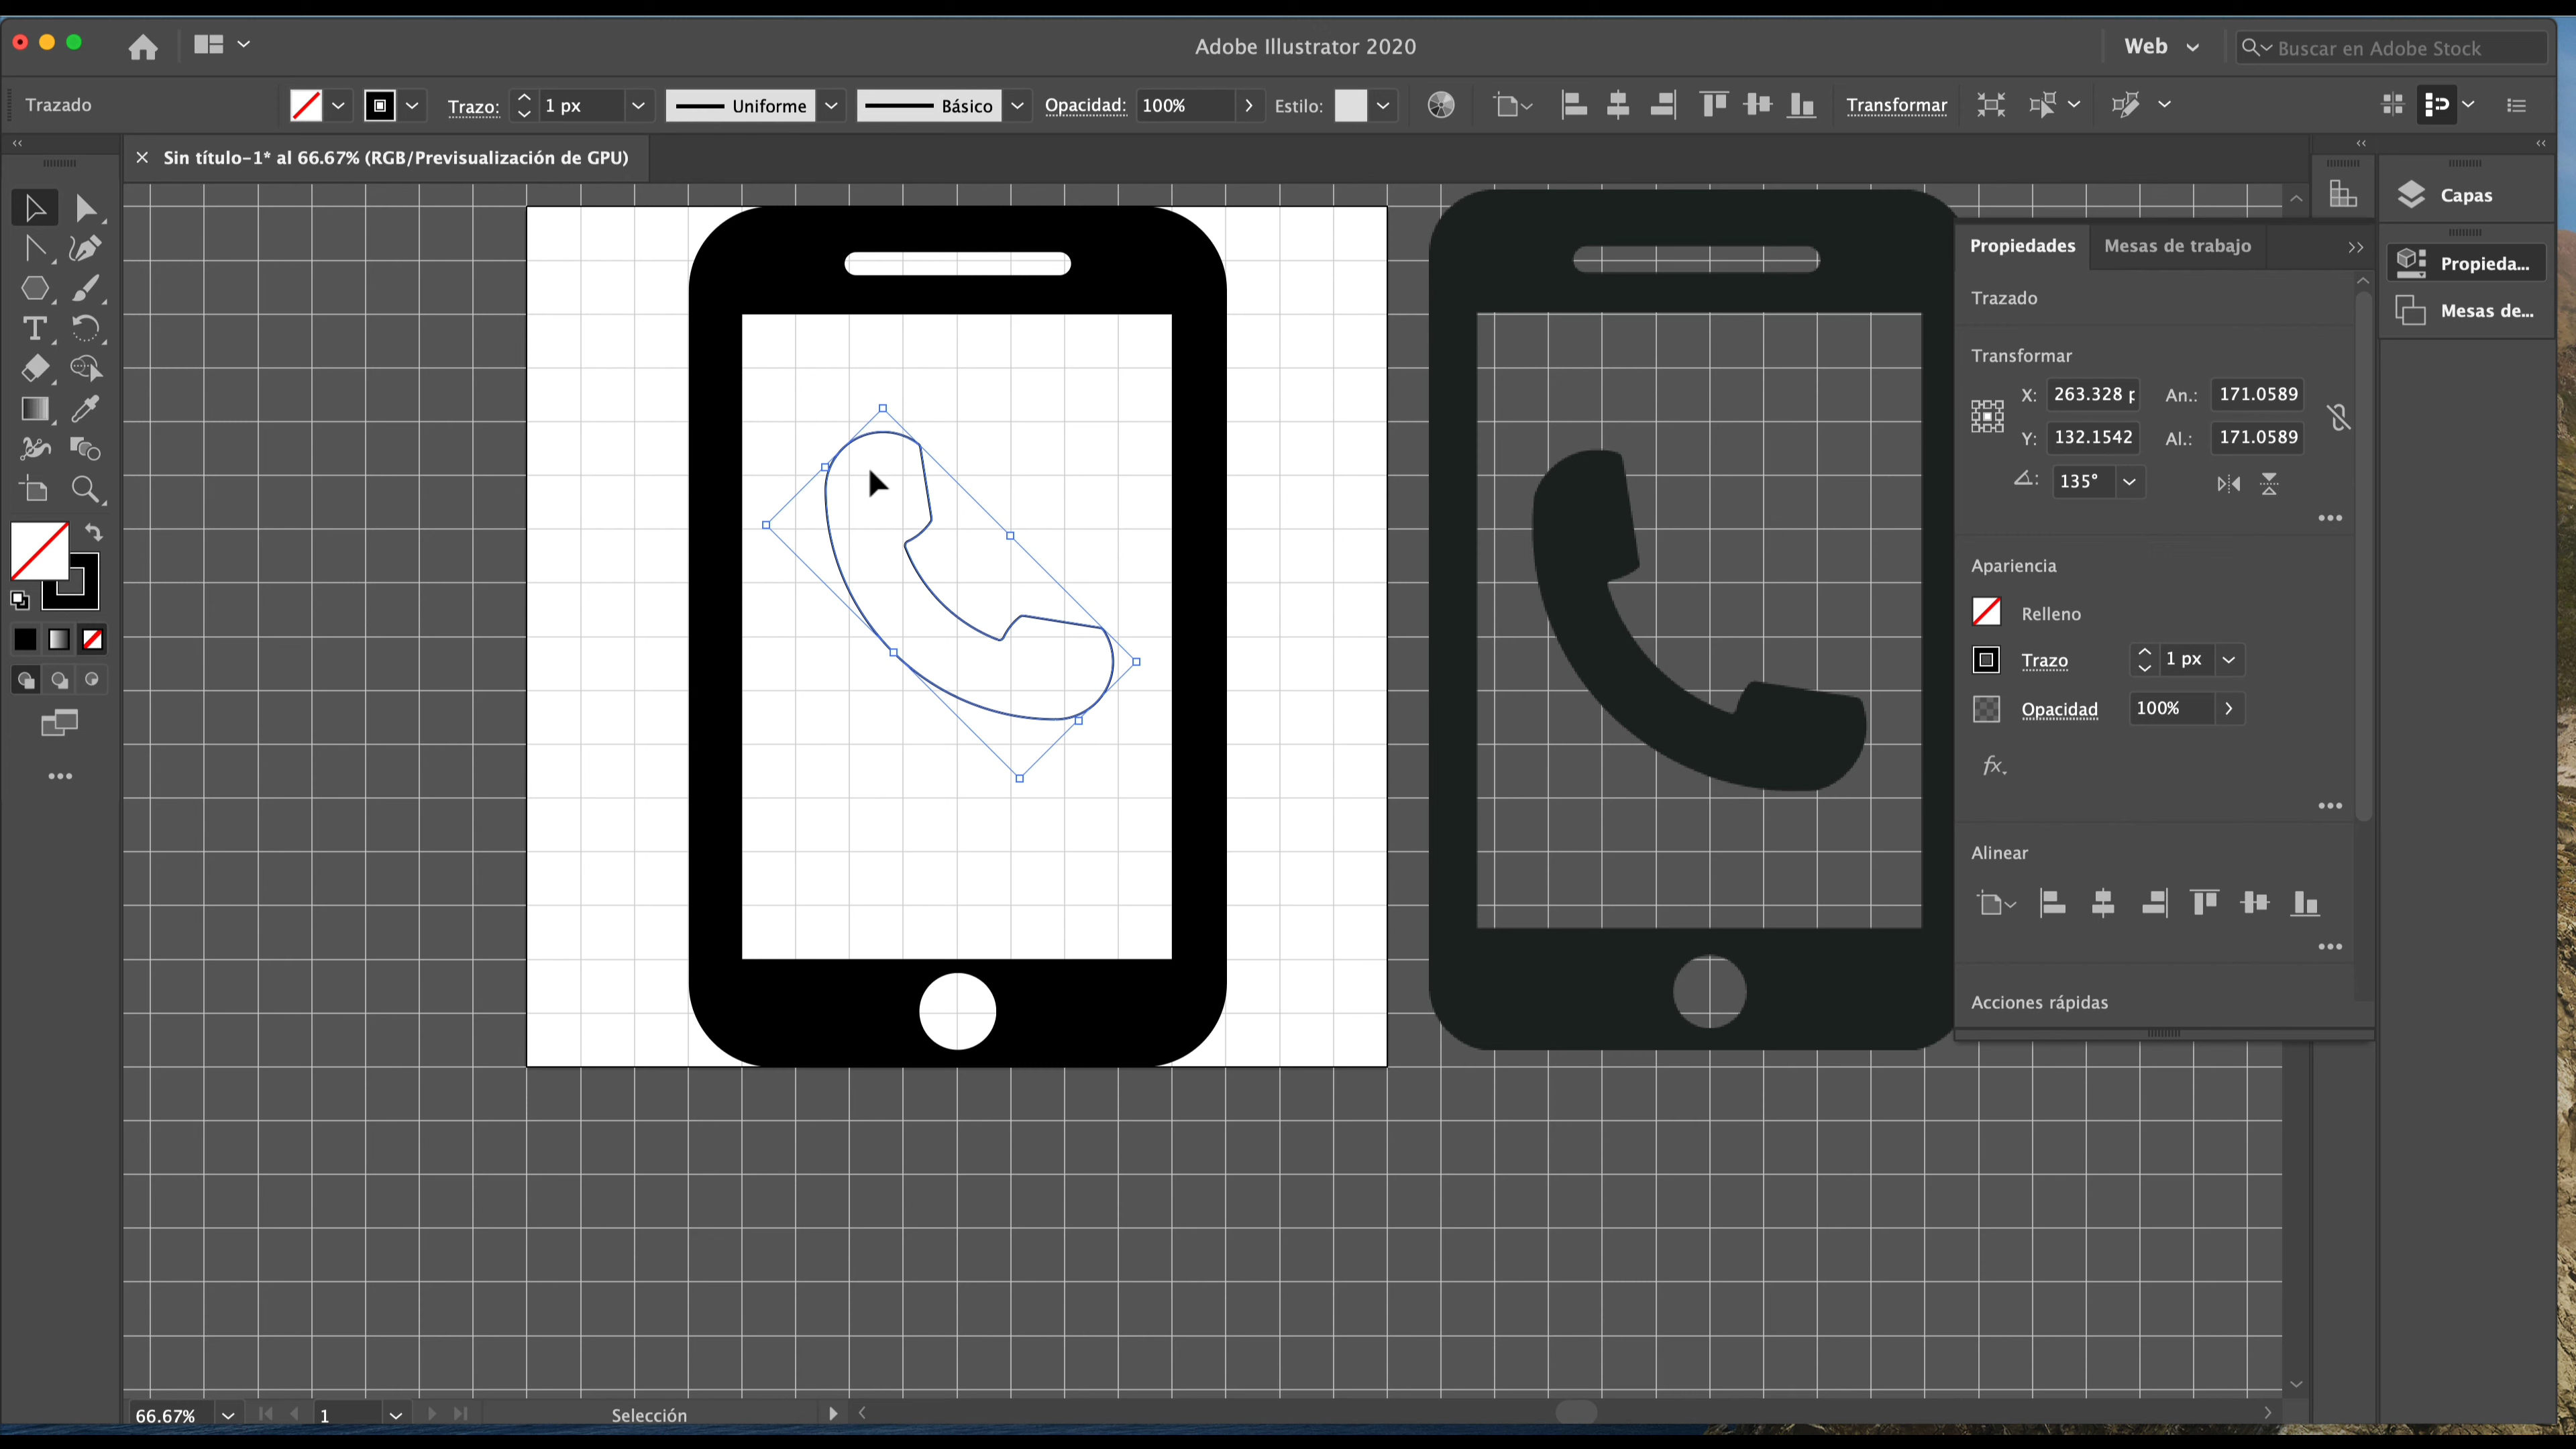 Adobe Illustrator 2020
Web
Buscar en Adobe Stock
Trazado
Trazo:
1 px
Uniforme
Básico
Opacidad:
100%
Estilo:
Transformar
× Sin título-1* al 66.67% (RGB/Previsualización de GPU)
Capas
Propieda...
Mesas de...
Propiedades
Mesas de trabajo
Trazado
Transformar
X: 263.328 p
An.: 171.0589
Y: 132.1542
Al.: 171.0589
135°
Apariencia
Relleno
Trazo
1 px
Opacidad
100%
fx.
Alinear
Acciones rápidas
66.67%
1
Selección